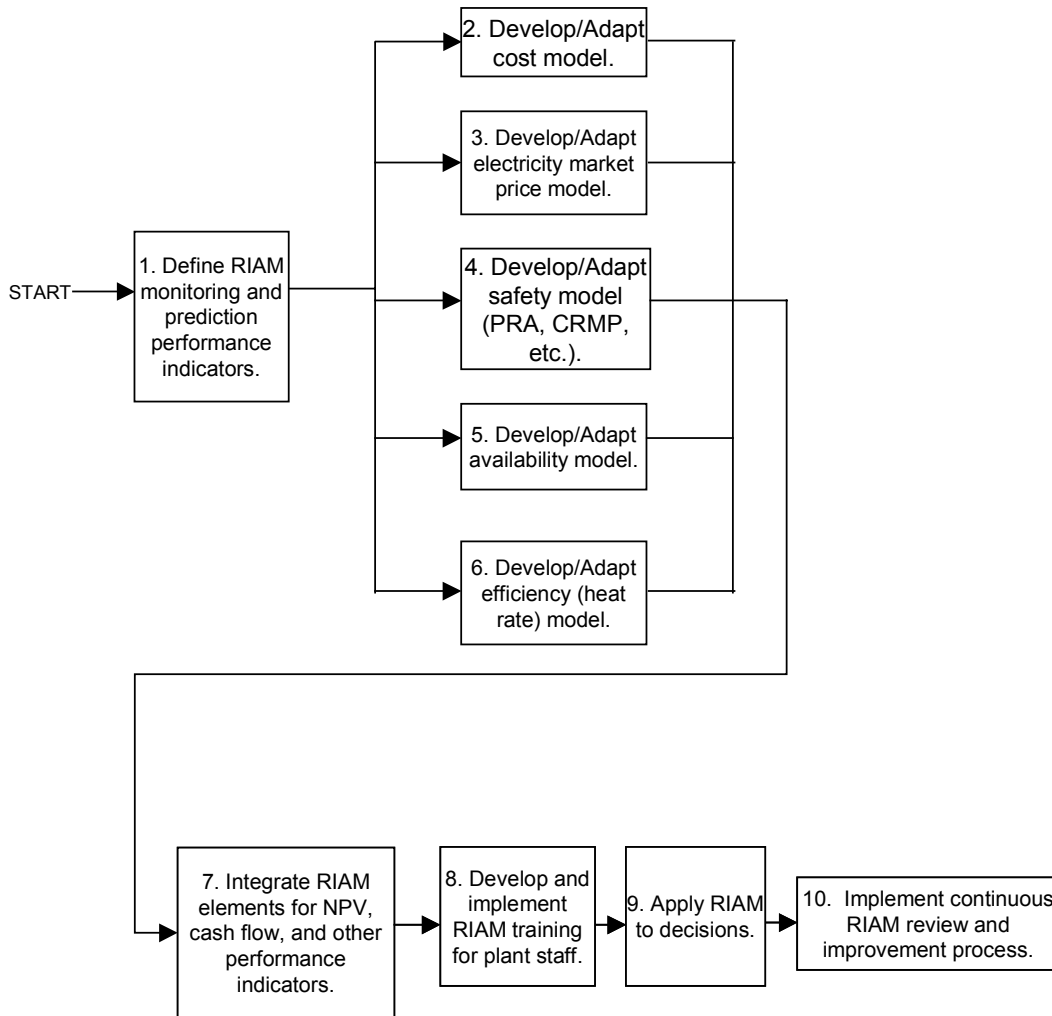 START
1. Define RIAM
monitoring and
prediction
performance
indicators.
2. Develop/Adapt
cost model.
3. Develop/Adapt
electricity market
price model.
4. Develop/Adapt
safety model
(PRA, CRMP,
etc.).
5. Develop/Adapt
availability model.
6. Develop/Adapt
efficiency (heat
rate) model.
7. Integrate RIAM
elements for NPV,
cash flow, and other
performance
indicators.
8. Develop and
implement
RIAM training
for plant staff.
9. Apply RIAM
to decisions.
10.  Implement continuous
RIAM review and
improvement process.